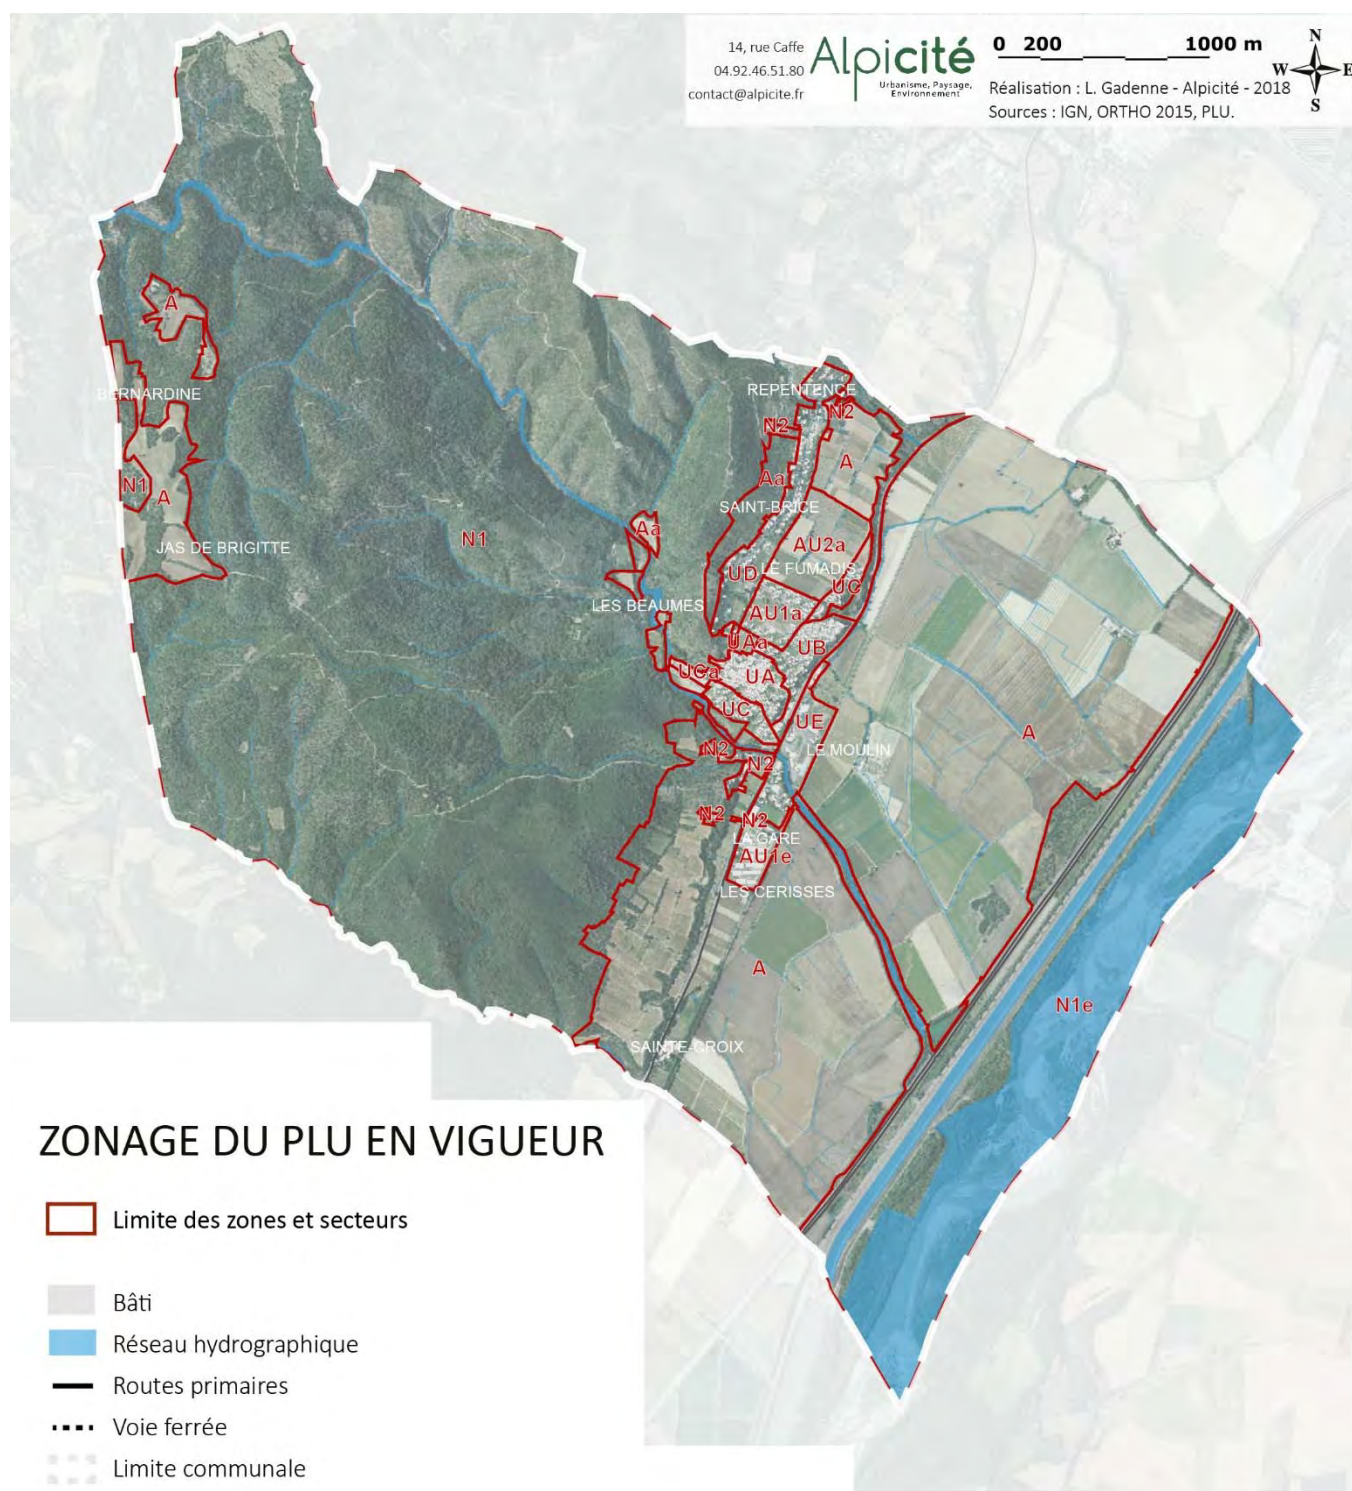 14, rue Caffe
04.92.46.51.80
contact@alpicite.fr
Alpicité
Urbanisme, Paysage,
Environnement
0 200 1000 m
Réalisation : L. Gadenne - Alpicité - 2018
Sources : IGN, ORTHO 2015, PLU.
N
W E
S
A
BERNARDINE
N1
A
JAS DE BRIGITTE
N1
REPENTENCE
N2
N2
A
Aa
SAINT-BRICE
Aa
AU2a
LE FUMADIS
UD
UC
LES BEAUMES
AU1a
UAa
UB
UCa
UA
UC
UE
A
LE MOULIN
N2
N2
N2
N2
LA GARE
AU1e
LES CERISSES
A
N1e
SAINTE-CROIX
ZONAGE DU PLU EN VIGUEUR
Limite des zones et secteurs
Bâti
Réseau hydrographique
Routes primaires
Voie ferrée
Limite communale